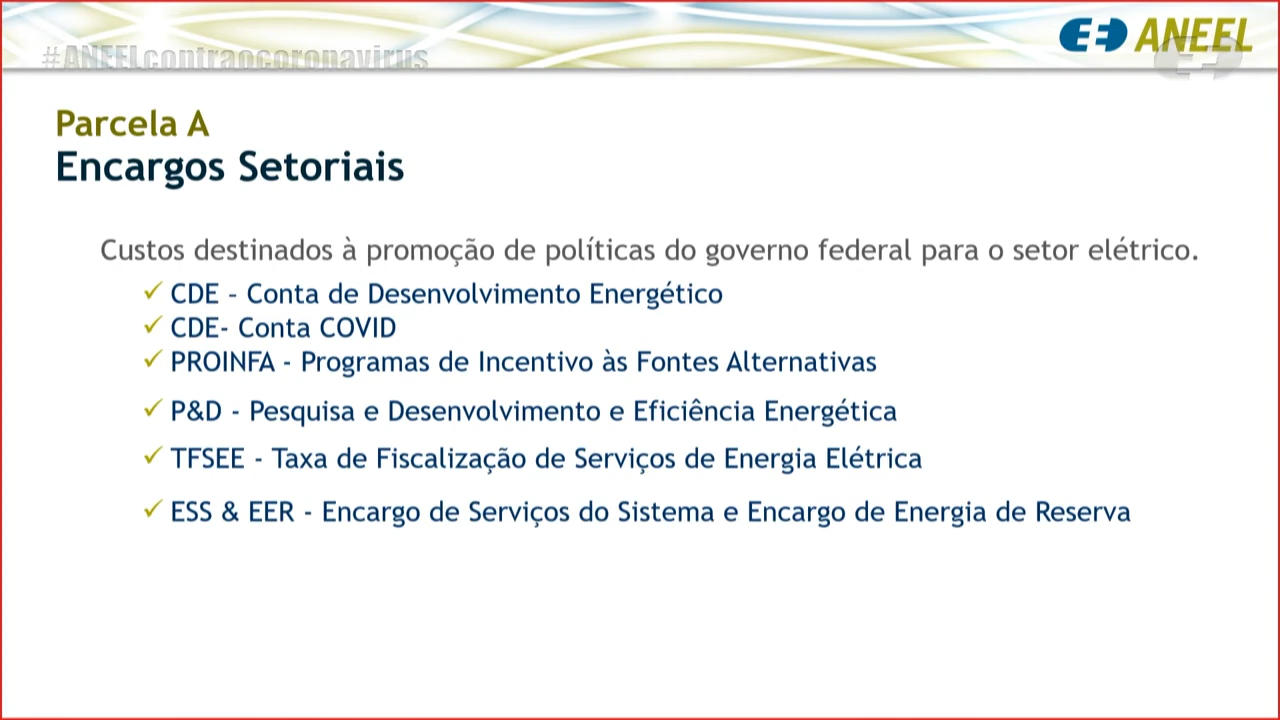 #ANEELcontraocoronavirus
ANEEL
Parcela A
Encargos Setoriais
Custos destinados à promoção de políticas do governo federal para o setor elétrico.
CDE – Conta de Desenvolvimento Energético
CDE- Conta COVID
PROINFA - Programas de Incentivo às Fontes Alternativas
P&D - Pesquisa e Desenvolvimento e Eficiência Energética
TFSEE - Taxa de Fiscalização de Serviços de Energia Elétrica
ESS & EER - Encargo de Serviços do Sistema e Encargo de Energia de Reserva